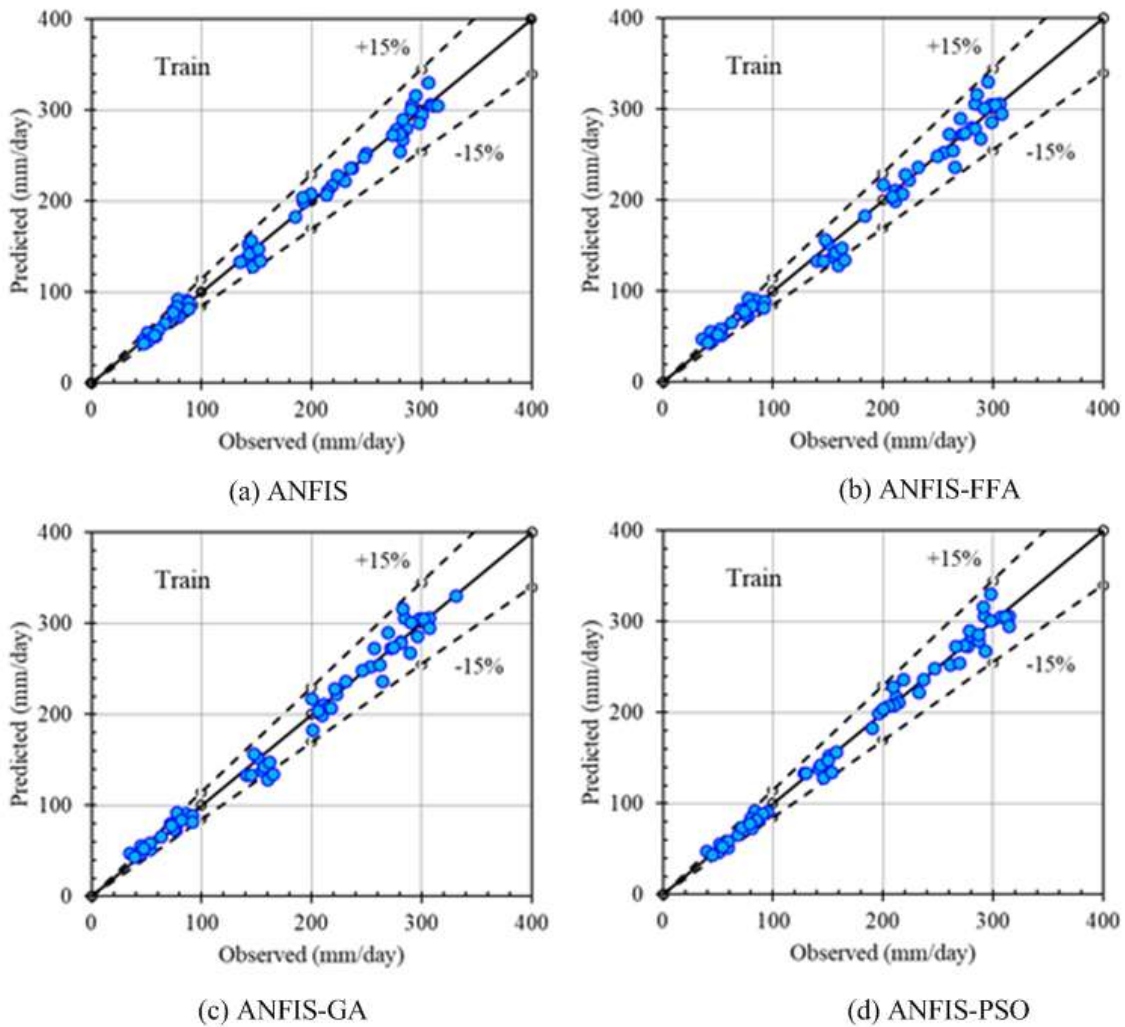 400
300
200
100
0
Predicted (mm/day)
Train
+15%
-15%
0 100 200 300 400
Observed (mm/day)
(a) ANFIS
400
300
200
100
0
Predicted (mm/day)
Train
+15%
-15%
0 100 200 300 400
Observed (mm/day)
(b) ANFIS-FFA
400
300
200
100
0
Predicted (mm/day)
Train
+15%
-15%
0 100 200 300 400
Observed (mm/day)
(c) ANFIS-GA
400
300
200
100
0
Predicted (mm/day)
Train
+15%
-15%
0 100 200 300 400
Observed (mm/day)
(d) ANFIS-PSO